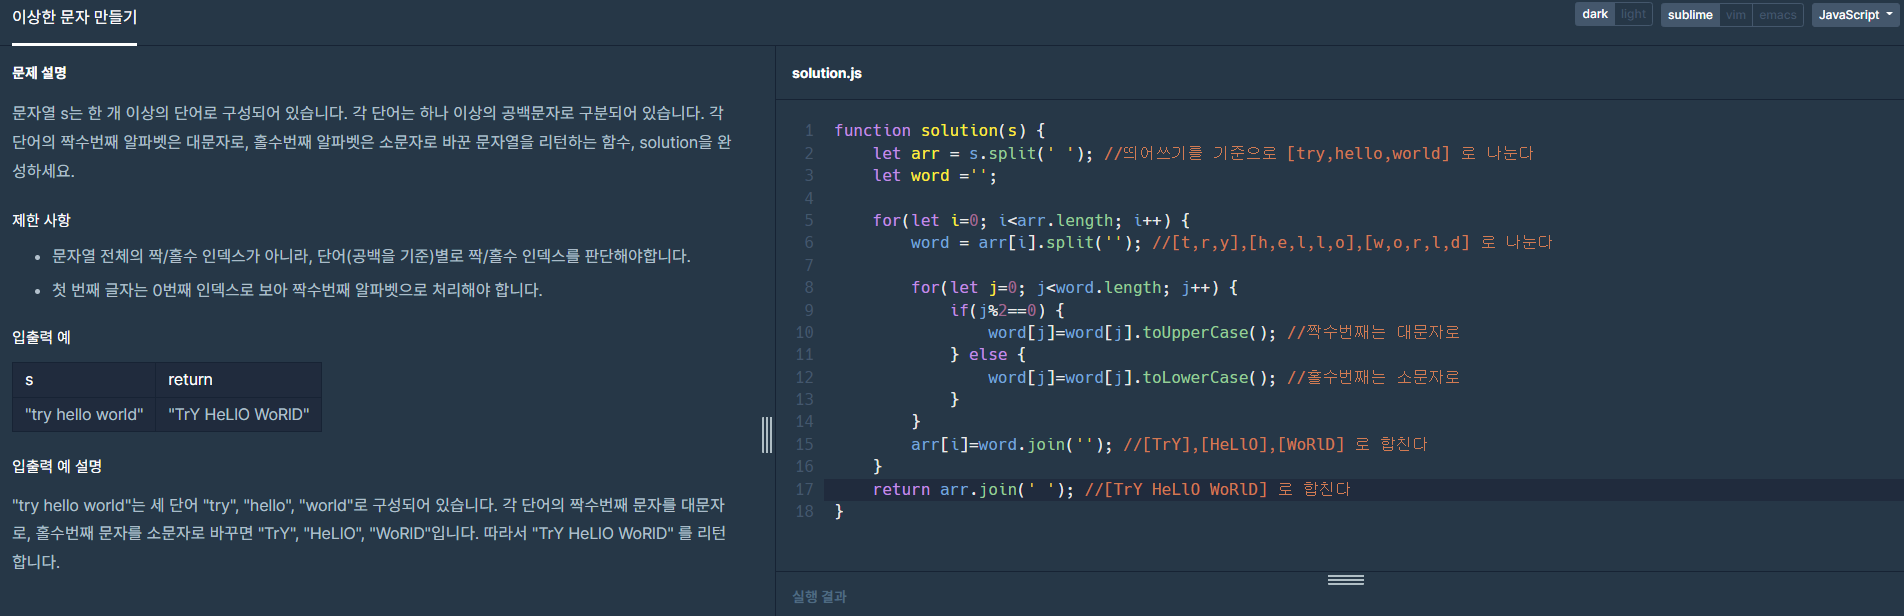 이상한 문자 만들기
dark light
sublime vim emacs
JavaScript
문제 설명
문자열 s는 한 개 이상의 단어로 구성되어 있습니다. 각 단어는 하나 이상의 공백문자로 구분되어 있습니다. 각
단어의 짝수번째 알파벳은 대문자로, 홀수번째 알파벳은 소문자로 바꾼 문자열을 리턴하는 함수, solution을 완
성하세요.
제한 사항
• 문자열 전체의 짝/홀수 인덱스가 아니라, 단어(공백을 기준)별로 짝/홀수 인덱스를 판단해야합니다.
• 첫 번째 글자는 0번째 인덱스로 보아 짝수번째 알파벳으로 처리해야 합니다.
입출력 예
s return
"try hello world" "TrY HeLlO WoRlD"
입출력 예 설명
"try hello world"는 세 단어 "try", "hello", "world"로 구성되어 있습니다. 각 단어의 짝수번째 문자를 대문자
로, 홀수번째 문자를 소문자로 바꾸면 "TrY", "HeLlO", "WoRlD"입니다. 따라서 "TrY HeLlO WoRlD" 를 리턴
합니다.
solution.js
1 function solution(s) {
2 let arr = s.split(' '); //띄어쓰기를 기준으로 [try,hello,world] 로 나눈다
3 let word ='';
4
5 for(let i=0; i<arr.length; i++) {
6 word = arr[i].split(''); //[t,r,y],[h,e,l,l,o],[w,o,r,l,d] 로 나눈다
7
8 for(let j=0; j<word.length; j++) {
9 if(j%2==0) {
10 word[j]=word[j].toUpperCase(); //짝수번째는 대문자로
11 } else {
12 word[j]=word[j].toLowerCase(); //홀수번째는 소문자로
13 }
14 }
15 arr[i]=word.join(''); //[TrY],[HeLlO],[WoRlD] 로 합친다
16 }
17 return arr.join(' '); //[TrY HeLlO WoRlD] 로 합친다
18 }
실행 결과